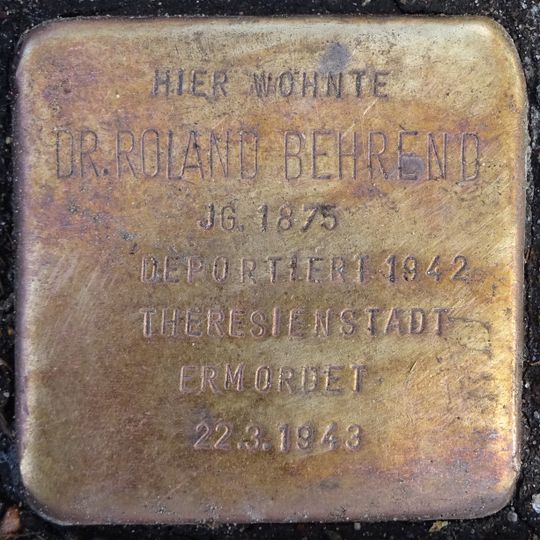 HIER WOHNTE
DR. ROLAND BEHREND
JG. 1875
DEPORTIERT 1942
THERESIENSTADT
ERMORDET
22.3.1943